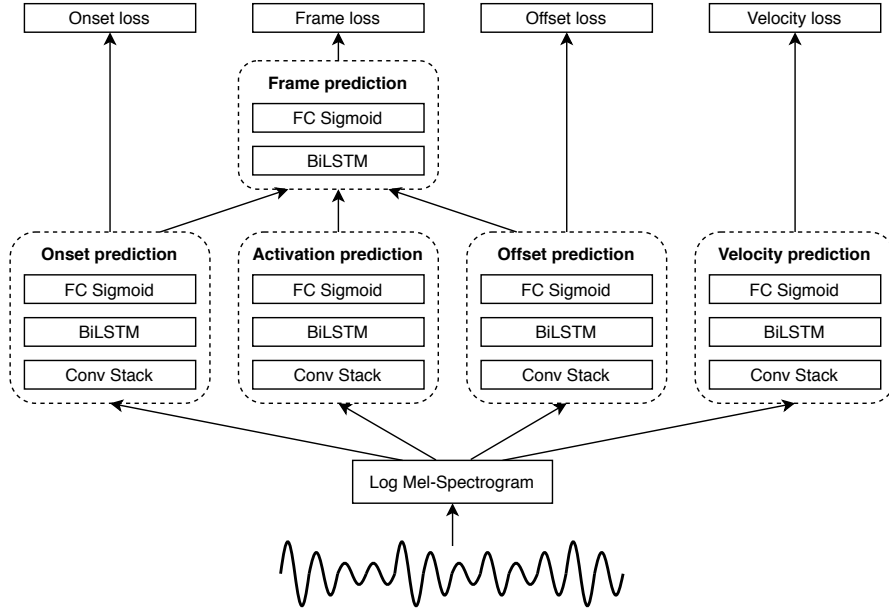 Onset loss
Frame loss
Offset loss
Velocity loss
Frame prediction
FC Sigmoid
BiLSTM
Onset prediction
FC Sigmoid
BiLSTM
Conv Stack
Activation prediction
FC Sigmoid
BiLSTM
Conv Stack
Offset prediction
FC Sigmoid
BiLSTM
Conv Stack
Velocity prediction
FC Sigmoid
BiLSTM
Conv Stack
Log Mel-Spectrogram